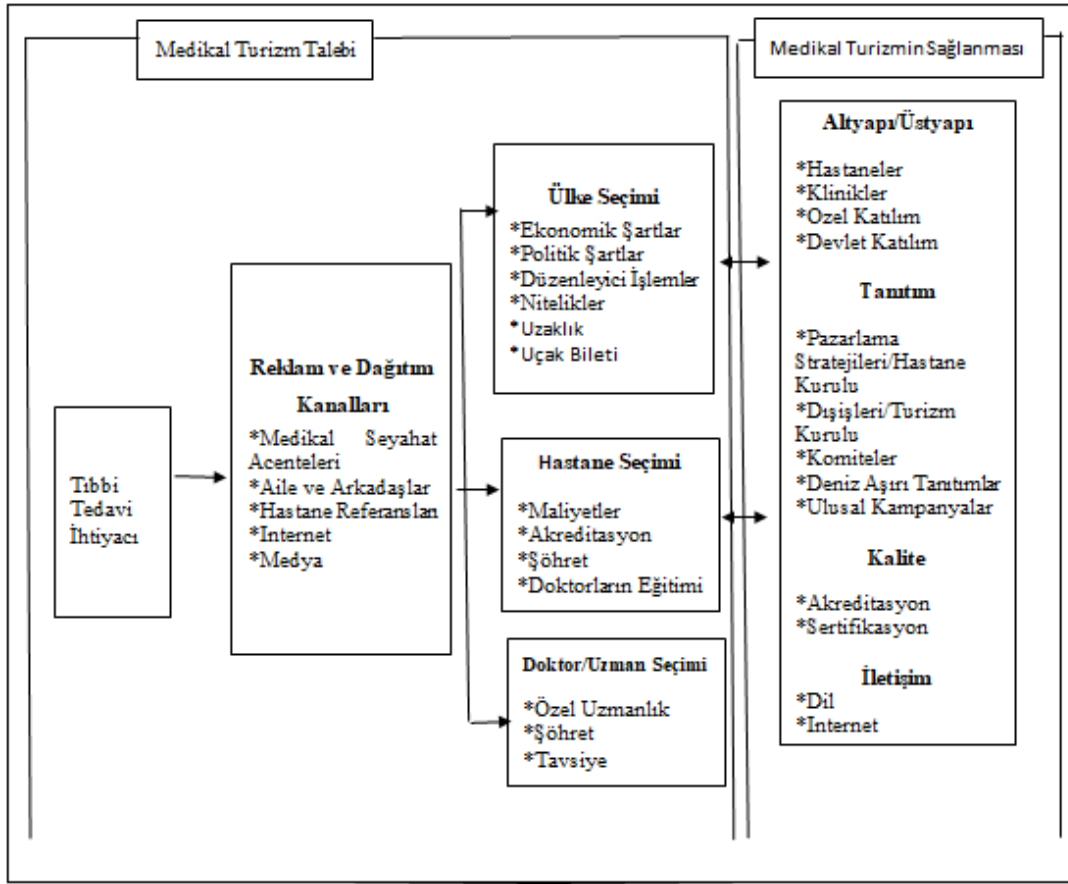 Medikal Turizm Talebi
Medikal Turizmin Sağlanması
Tıbbi
Tedavi
İhtiyacı
Reklam ve Dağıtım
Kanalları
*Medikal Seyahat
Acenteleri
*Aile ve Arkadaşlar
*Hastane Referansları
*Internet
*Medya
Ülke Seçimi
*Ekonomik Şartlar
*Politik Şartlar
*Düzenleyici İşlemler
*Nitelikler
*Uzaklık
*Uçak Bileti
Hastane Seçimi
*Maliyetler
*Akreditasyon
*Şöhret
*Doktorların Eğitimi
Doktor/Uzman Seçimi
*Özel Uzmanlık
*Şöhret
*Tavsiye
Altyapı/Üstyapı
*Hastaneler
*Klinikler
*Ozel Katılım
*Devlet Katılım
Tanıtım
*Pazarlama
Stratejileri/Hastane
Kurulu
*Dışişleri/Turizm
Kurulu
*Komiteler
*Deniz Aşırı Tanıtımlar
*Ulusal Kampanyalar
Kalite
*Akreditasyon
*Sertifikasyon
İletişim
*Dil
*Internet